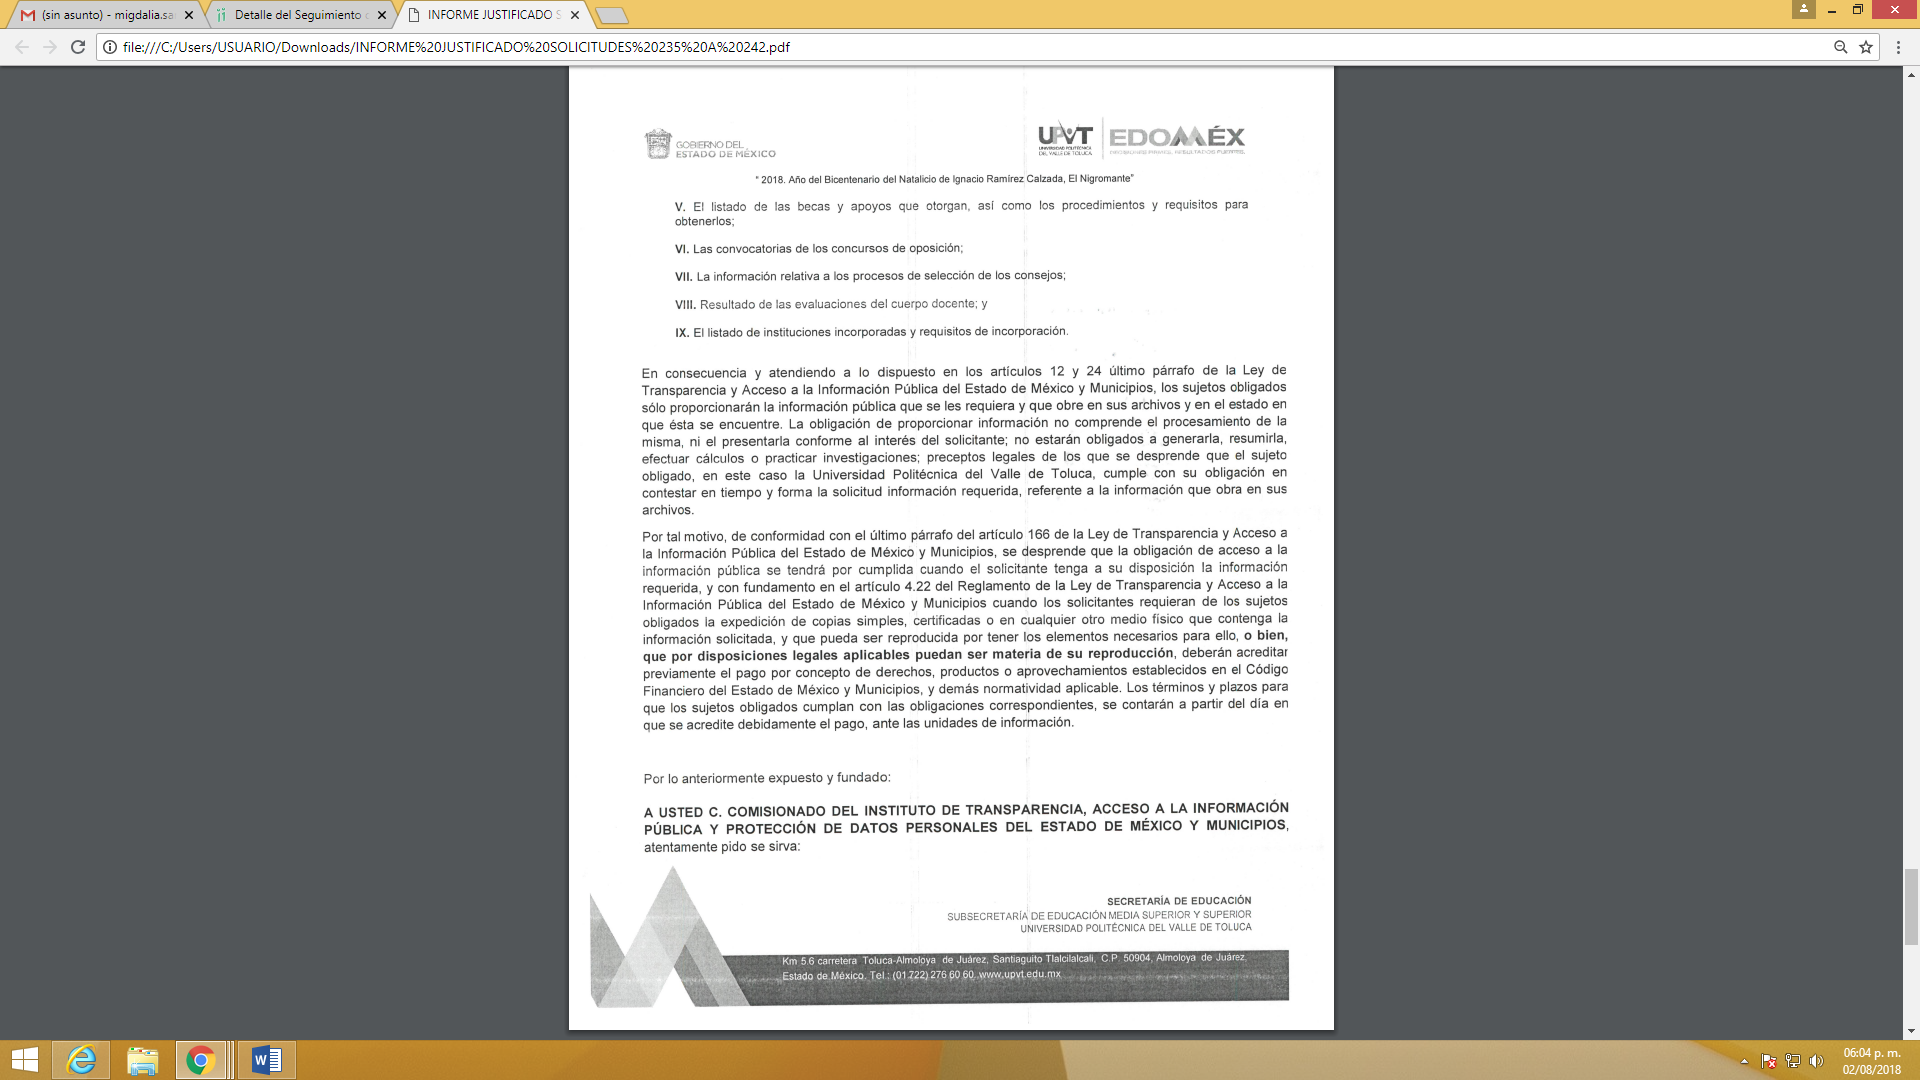 (sin asunto) - migdalia.sa
Detalle del Seguimiento d
INFORME JUSTIFICADO S
file:///C:/Users/USUARIO/Downloads/INFORME%20JUSTIFICADO%20SOLICITUDES%20235%20A%20242.pdf
GOBIERNO DEL
ESTADO DE MÉXICO
UPVT
UNIVERSIDAD POLITÉCNICA
DEL VALLE DE TOLUCA
EDOMÉX
" 2018. Año del Bicentenario del Natalicio de Ignacio Ramírez Calzada, El Nigromante"
V. El listado de las becas y apoyos que otorgan, así como los procedimientos y requisitos para
obtenerlos;
VI. Las convocatorias de los concursos de oposición;
VII. La información relativa a los procesos de selección de los consejos;
VIII. Resultado de las evaluaciones del cuerpo docente; y
IX. El listado de instituciones incorporadas y requisitos de incorporación.
En consecuencia y atendiendo a lo dispuesto en los artículos 12 y 24 último párrafo de la Ley de
Transparencia y Acceso a la Información Pública del Estado de México y Municipios, los sujetos obligados
sólo proporcionarán la información pública que se les requiera y que obre en sus archivos y en el estado en
que ésta se encuentre. La obligación de proporcionar información no comprende el procesamiento de la
misma, ni el presentarla conforme al interés del solicitante; no estarán obligados a generarla, resumirla,
efectuar cálculos o practicar investigaciones; preceptos legales de los que se desprende que el sujeto
obligado, en este caso la Universidad Politécnica del Valle de Toluca, cumple con su obligación en
contestar en tiempo y forma la solicitud información requerida, referente a la información que obra en sus
archivos.
Por tal motivo, de conformidad con el último párrafo del artículo 166 de la Ley de Transparencia y Acceso a
la Información Pública del Estado de México y Municipios, se desprende que la obligación de acceso a la
información pública se tendrá por cumplida cuando el solicitante tenga a su disposición la información
requerida, y con fundamento en el artículo 4.22 del Reglamento de la Ley de Transparencia y Acceso a la
Información Pública del Estado de México y Municipios cuando los solicitantes requieran de los sujetos
obligados la expedición de copias simples, certificadas o en cualquier otro medio físico que contenga la
información solicitada, y que pueda ser reproducida por tener los elementos necesarios para ello, o bien,
que por disposiciones legales aplicables puedan ser materia de su reproducción, deberán acreditar
previamente el pago por concepto de derechos, productos o aprovechamientos establecidos en el Código
Financiero del Estado de México y Municipios, y demás normatividad aplicable. Los términos y plazos para
que los sujetos obligados cumplan con las obligaciones correspondientes, se contarán a partir del día en
que se acredite debidamente el pago, ante las unidades de información.
Por lo anteriormente expuesto y fundado:
A USTED C. COMISIONADO DEL INSTITUTO DE TRANSPARENCIA, ACCESO A LA INFORMACIÓN
PÚBLICA Y PROTECCIÓN DE DATOS PERSONALES DEL ESTADO DE MÉXICO Y MUNICIPIOS,
atentamente pido se sirva:
SECRETARÍA DE EDUCACIÓN
SUBSECRETARÍA DE EDUCACIÓN MEDIA SUPERIOR Y SUPERIOR
UNIVERSIDAD POLITÉCNICA DEL VALLE DE TOLUCA
Km 5.6 carretera Toluca-Almoloya de Juárez, Santiaguito Tlalcilalcali, C.P. 50904, Almoloya de Juárez,
Estado de México. Tel.: (01 722) 276 60 60. www.upvt.edu.mx
06:04 p. m.
02/08/2018